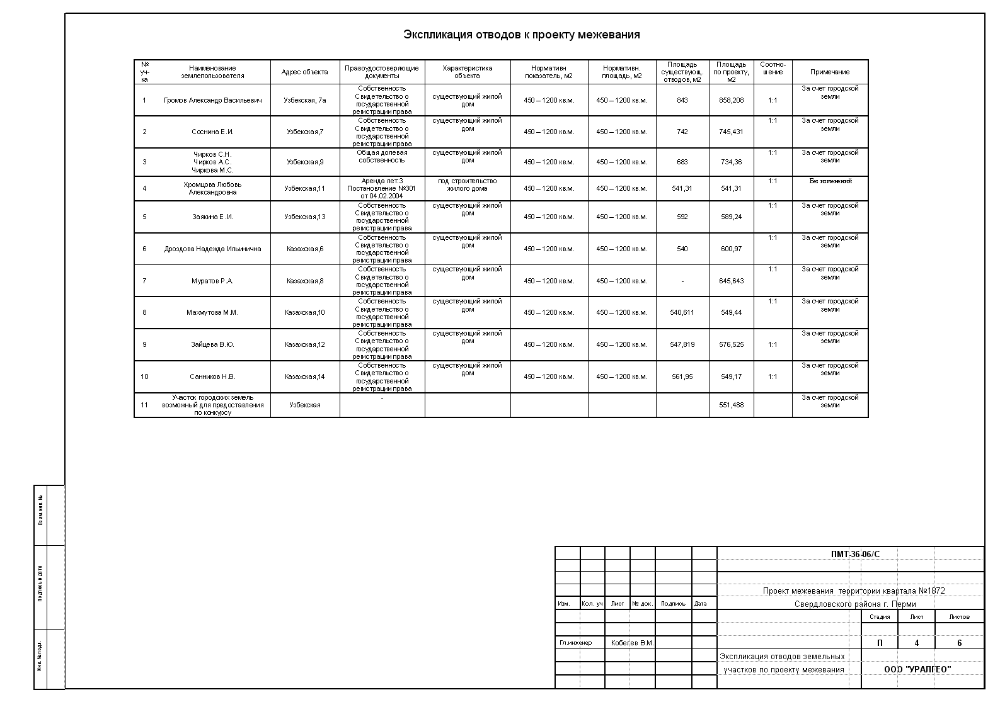 Экспликация отводов к проекту межевания
№ уч-ка Наименование землепользователя Адрес объекта Правоудостоверяющие документы Характеристика объекта Нормативн показатель, м2 Нормативн. площадь, м2 Площадь существующ. отводов, м2 Площадь по проекту, м2 Соотно-шение Примечание
1 Громов Александр Васильевич Узбекская, 7а Собственность Свидетельство о государственной регистрации права существующий жилой дом 450 – 1200 кв.м. 450 – 1200 кв.м. 843 858,208 1:1 За счет городской земли
2 Соснина Е.И. Узбекская,7 Собственность Свидетельство о государственной регистрации права существующий жилой дом 450 – 1200 кв.м. 450 – 1200 кв.м. 742 745,431 1:1 За счет городской земли
3 Чирков С.Н. Чирков А.С. Чиркова М.С. Узбекская,9 Общая долевая собственность существующий жилой дом 450 – 1200 кв.м. 450 – 1200 кв.м. 683 734,36 1:1 За счет городской земли
4 Хромцова Любовь Александровна Узбекская,11 Аренда лет:3 Постановление №301 от 04.02.2004 под строительство жилого дома 450 – 1200 кв.м. 450 – 1200 кв.м. 541,31 541,31 1:1 Без изменений
5 Заякина Е.И. Узбекская,13 Собственность Свидетельство о государственной регистрации права существующий жилой дом 450 – 1200 кв.м. 450 – 1200 кв.м. 592 589,24 1:1 За счет городской земли
6 Дроздова Надежда Ильинична Казахская,6 Собственность Свидетельство о государственной регистрации права существующий жилой дом 450 – 1200 кв.м. 450 – 1200 кв.м. 540 600,97 1:1 За счет городской земли
7 Муратов Р.А. Казахская,8 Собственность Свидетельство о государственной регистрации права существующий жилой дом 450 – 1200 кв.м. 450 – 1200 кв.м. - 645,643 1:1 За счет городской земли
8 Махмутова М.М. Казахская,10 Собственность Свидетельство о государственной регистрации права существующий жилой дом 450 – 1200 кв.м. 450 – 1200 кв.м. 540,611 549,44 1:1 За счет городской земли
9 Зайцева В.Ю. Казахская,12 Собственность Свидетельство о государственной регистрации права существующий жилой дом 450 – 1200 кв.м. 450 – 1200 кв.м. 547,819 576,525 1:1 За счет городской земли
10 Санников Н.В. Казахская,14 Собственность Свидетельство о государственной регистрации права существующий жилой дом 450 – 1200 кв.м. 450 – 1200 кв.м. 561,95 549,17 1:1 За счет городской земли
11 Участок городских земель возможный для предоставления по конкурсу Узбекская - 551,488 За счет городской земли
Взам.инв. №
Подпись и дата
Инв. № подл.
ПМТ-36-06/С
Проект межевания территории квартала №1872
Изм. Кол. уч Лист № док. Подпись Дата
Свердловского района г. Перми
Стадия Лист Листов
Гл.инженер Кобелев В.М.
П 4 6
Экспликация отводов земельных
участков по проекту межевания
ООО "УРАЛГЕО"